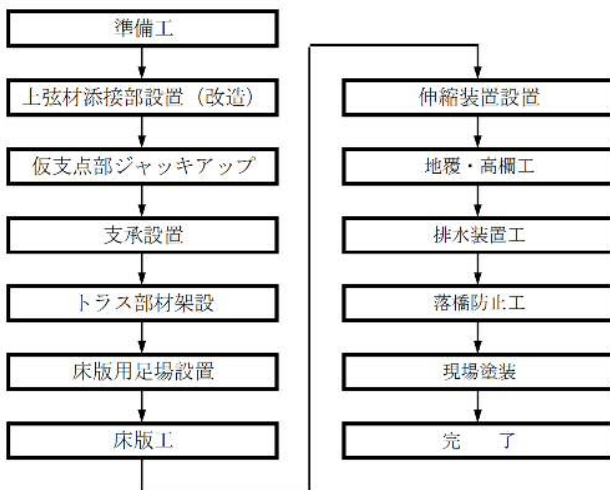 準備工
上弦材添接部設置（改造）
仮支点部ジャッキアップ
支承設置
トラス部材架設
床版用足場設置
床版工
伸縮装置設置
地覆・高欄工
排水装置工
落橋防止工
現場塗装
完　　了